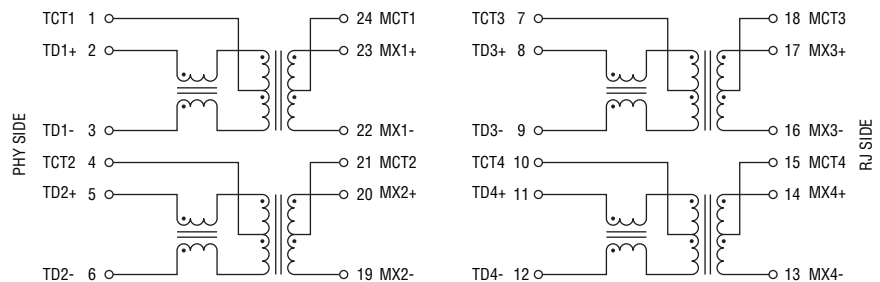 TCT1 1
24 MCT1
TD1+ 2
23 MX1+
TD1- 3
22 MX1-
TCT2 4
21 MCT2
TD2+ 5
20 MX2+
TD2- 6
19 MX2-
PHY SIDE
TCT3 7
18 MCT3
TD3+ 8
17 MX3+
TD3- 9
16 MX3-
TCT4 10
15 MCT4
TD4+ 11
14 MX4+
TD4- 12
13 MX4-
RJ SIDE